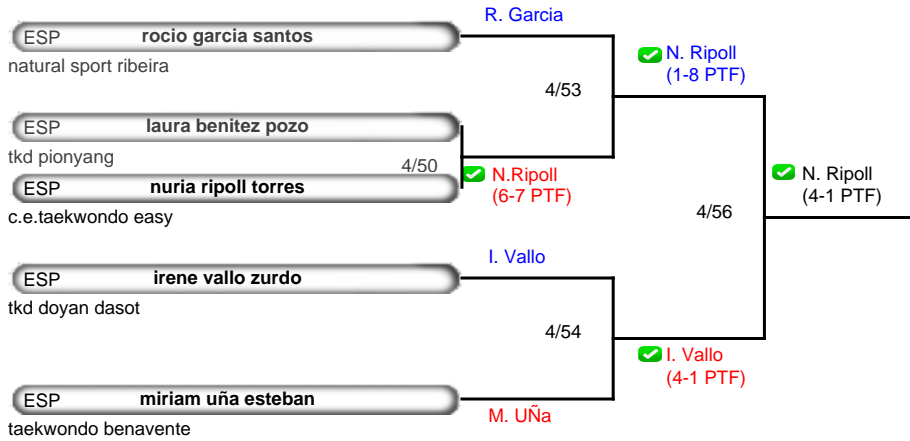 R. Garcia
ESP rocio garcia santos
natural sport ribeira
N. Ripoll
(1-8 PTF)
4/53
ESP laura benitez pozo
tkd pionyang
4/50
N.Ripoll
(6-7 PTF)
ESP nuria ripoll torres
c.e.taekwondo easy
N. Ripoll
(4-1 PTF)
4/56
I. Vallo
ESP irene vallo zurdo
tkd doyan dasot
4/54
I. Vallo
(4-1 PTF)
ESP miriam uña esteban
M. UÑa
taekwondo benavente